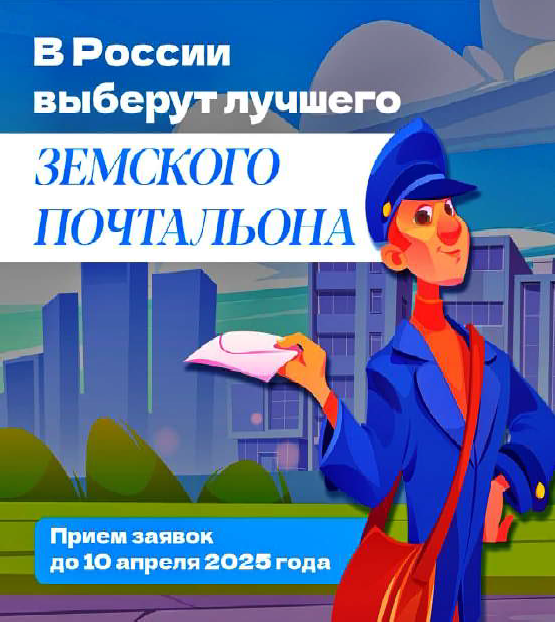 В России
выберут лучшего
ЗЕМСКОГО
ПОЧТАЛЬОНА
Прием заявок
до 10 апреля 2025 года